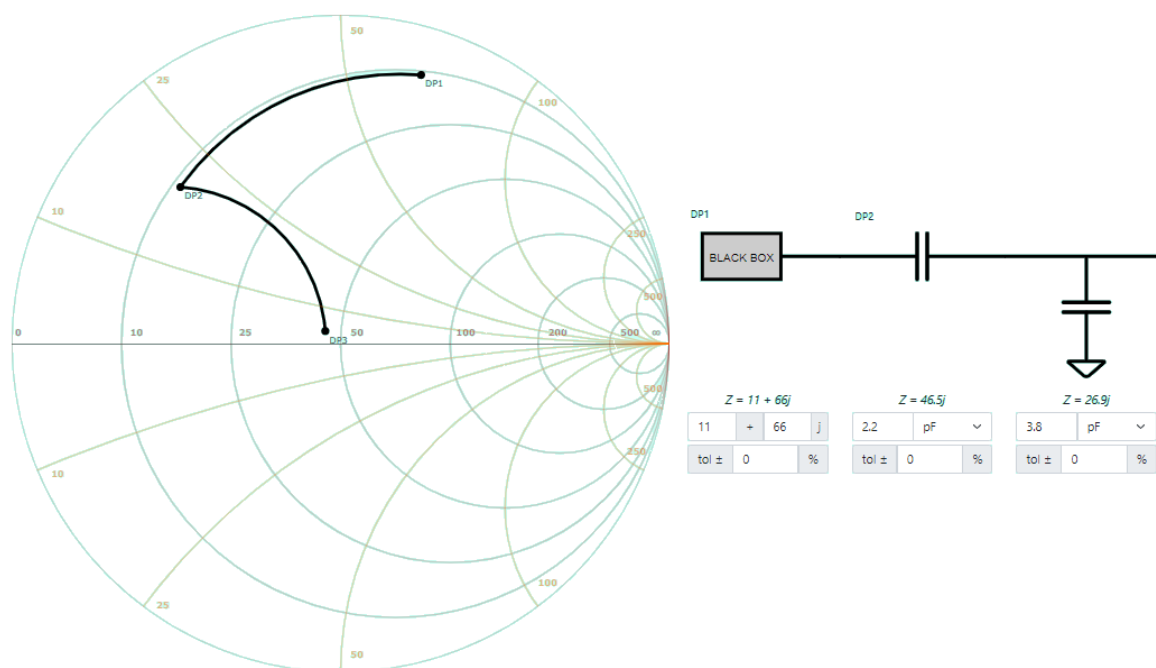 50
25
DP1
100
DP2
10
DP1
DP2
250
BLACK BOX
500
0
10
25
50
100
200
500
∞
DP3
500
Z = 11 + 66j
Z = 46.5j
Z = 26.9j
11
+
66
j
2.2
pF
3.8
pF
tol ±
0
%
tol ±
0
%
tol ±
0
%
250
10
100
25
50